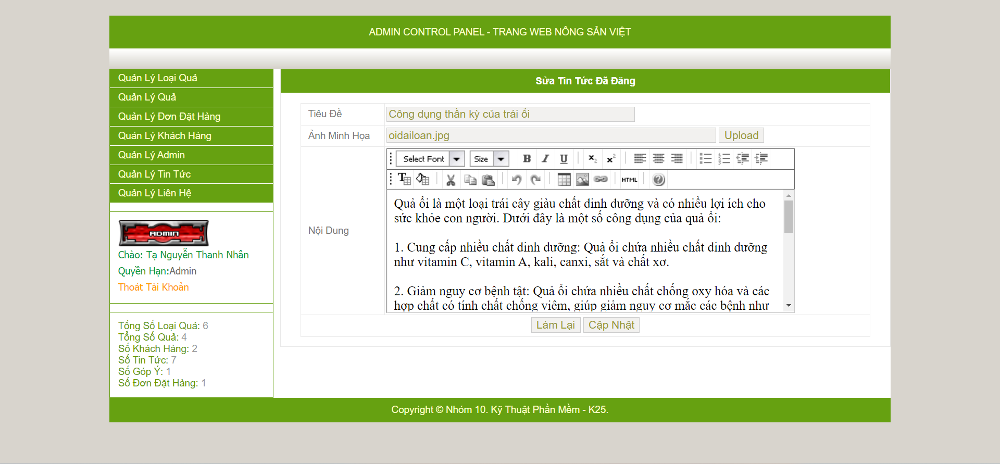 ADMIN CONTROL PANEL - TRANG WEB NÔNG SẢN VIỆT
Quản Lý Loại Quả
Quản Lý Quả
Quản Lý Đơn Đặt Hàng
Quản Lý Khách Hàng
Quản Lý Admin
Quản Lý Tin Tức
Quản Lý Liên Hệ
ADMIN
Chào: Tạ Nguyễn Thanh Nhân
Quyền Hạn:Admin
Thoát Tài Khoản
Tổng Số Loại Quả: 6
Tổng Số Quả: 4
Số Khách Hàng: 2
Số Tin Tức: 7
Số Góp Ý: 1
Số Đơn Đặt Hàng: 1
Sửa Tin Tức Đã Đăng
Tiêu Đề Công dụng thần kỳ của trái ổi
Ảnh Minh Họa oidailoan.jpg Upload
Select Font Size B I U x₂ x²
HTML
Nội Dung
Quả ổi là một loại trái cây giàu chất dinh dưỡng và có nhiều lợi ích cho
sức khỏe con người. Dưới đây là một số công dụng của quả ổi:
1. Cung cấp nhiều chất dinh dưỡng: Quả ổi chứa nhiều chất dinh dưỡng
như vitamin C, vitamin A, kali, canxi, sắt và chất xơ.
2. Giảm nguy cơ bệnh tật: Quả ổi chứa nhiều chất chống oxy hóa và các
hợp chất có tính chất chống viêm, giúp giảm nguy cơ mắc các bệnh như
Làm Lại Cập Nhật
Copyright © Nhóm 10. Kỹ Thuật Phần Mềm - K25.